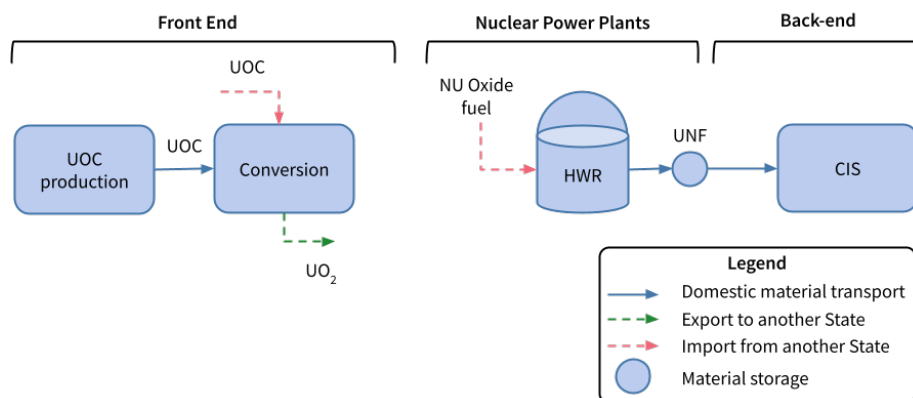 Front End
Nuclear Power Plants
Back-end
UOC
NU Oxide
fuel
UOC
production
UOC
Conversion
HWR
UNF
CIS
UO₂
Legend
Domestic material transport
Export to another State
Import from another State
Material storage